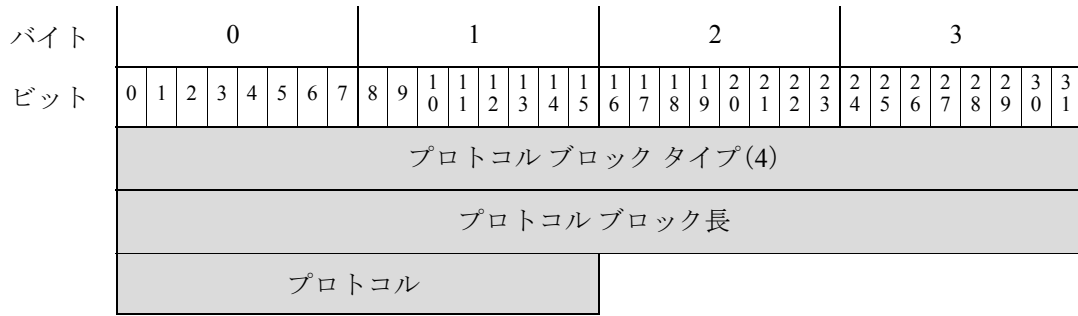 バイト 0 1 2 3
ビット 0 1 2 3 4 5 6 7 8 9 10 11 12 13 14 15 16 17 18 19 20 21 22 23 24 25 26 27 28 29 30 31
プロトコル ブロック タイプ(4)
プロトコル ブロック長
プロトコル